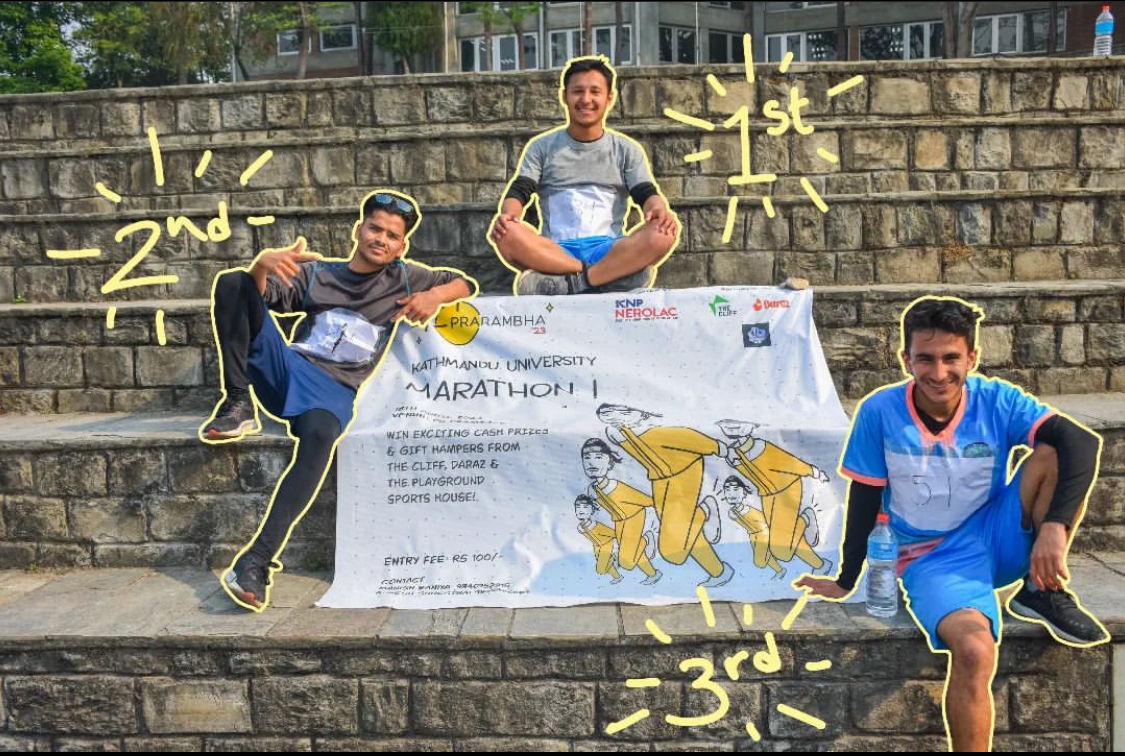 1st
2nd
PRARAMBHA
'23
KNP
NEROLAC
THE
CLIFF
Daraz
KATHMANDU UNIVERSITY
MARATHON
WIN EXCITING CASH PRIZES
& GIFT HAMPERS FROM
THE CLIFF, DARAZ &
THE PLAYGROUND
SPORTS HOUSE!
51
ENTRY FEE: RS 100/-
CONTACT
3rd